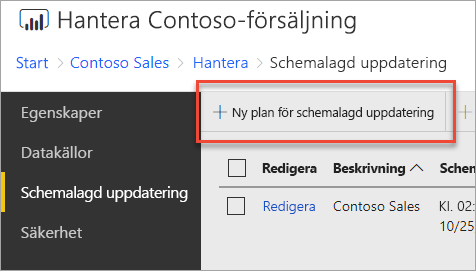 Hantera Contoso-försäljning
Start > Contoso Sales > Hantera > Schemalagd uppdatering
Egenskaper
+ Ny plan för schemalagd uppdatering +
Datakällor
Redigera Beskrivning Schem
Schemalagd uppdatering
Redigera Contoso Sales Kl. 02:
10/25
Säkerhet